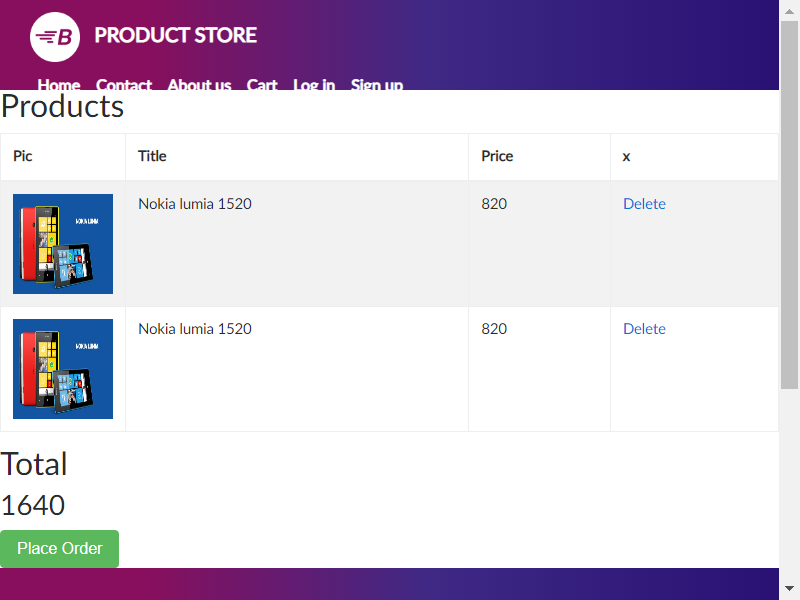 B PRODUCT STORE
Home Contact About us Cart Log in Sign up
Products
Pic Title Price x
NOKIA LUMIA
Nokia lumia 1520 820 Delete
NOKIA LUMIA
Nokia lumia 1520 820 Delete
Total
1640
Place Order